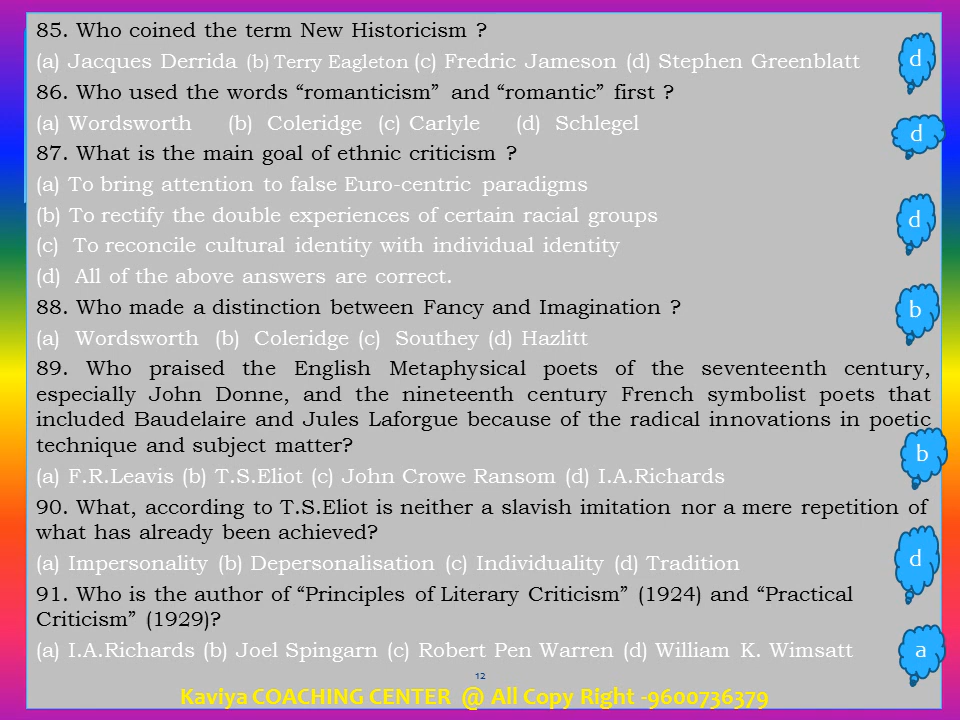 85. Who coined the term New Historicism ?
(a) Jacques Derrida (b) Terry Eagleton (c) Fredric Jameson (d) Stephen Greenblatt
d
86. Who used the words “romanticism” and “romantic” first ?
(a) Wordsworth (b) Coleridge (c) Carlyle (d) Schlegel
d
87. What is the main goal of ethnic criticism ?
(a) To bring attention to false Euro-centric paradigms
(b) To rectify the double experiences of certain racial groups
d
(c) To reconcile cultural identity with individual identity
(d) All of the above answers are correct.
88. Who made a distinction between Fancy and Imagination ?
b
(a) Wordsworth (b) Coleridge (c) Southey (d) Hazlitt
89. Who praised the English Metaphysical poets of the seventeenth century,
especially John Donne, and the nineteenth century French symbolist poets that
included Baudelaire and Jules Laforgue because of the radical innovations in poetic
technique and subject matter?
b
(a) F.R.Leavis (b) T.S.Eliot (c) John Crowe Ransom (d) I.A.Richards
90. What, according to T.S.Eliot is neither a slavish imitation nor a mere repetition of
what has already been achieved?
d
(a) Impersonality (b) Depersonalisation (c) Individuality (d) Tradition
91. Who is the author of “Principles of Literary Criticism” (1924) and “Practical
Criticism” (1929)?
(a) I.A.Richards (b) Joel Spingarn (c) Robert Pen Warren (d) William K. Wimsatt
a
12
Kaviya COACHING CENTER @ All Copy Right -9600736379